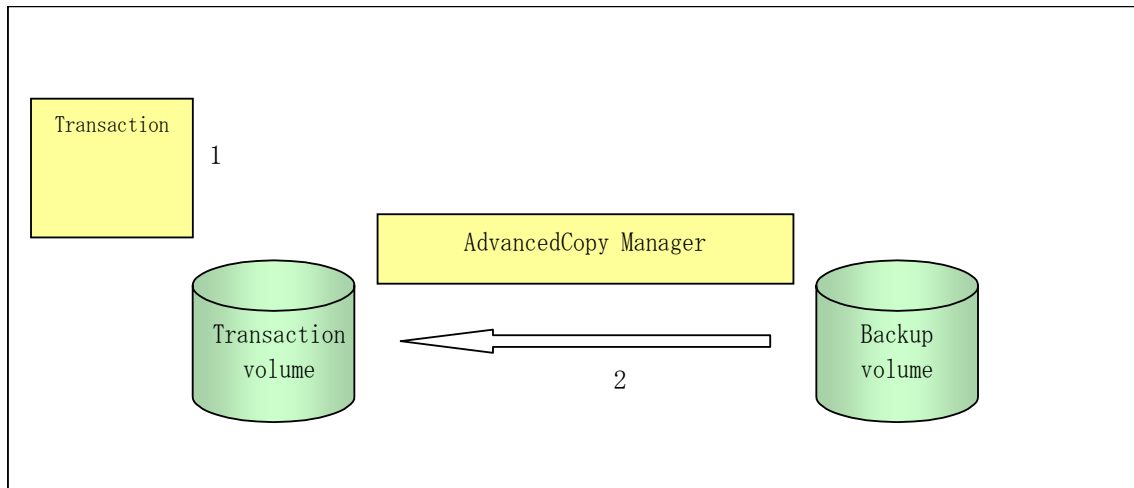 Transaction
1
AdvancedCopy Manager
Transaction
volume
Backup
volume
2